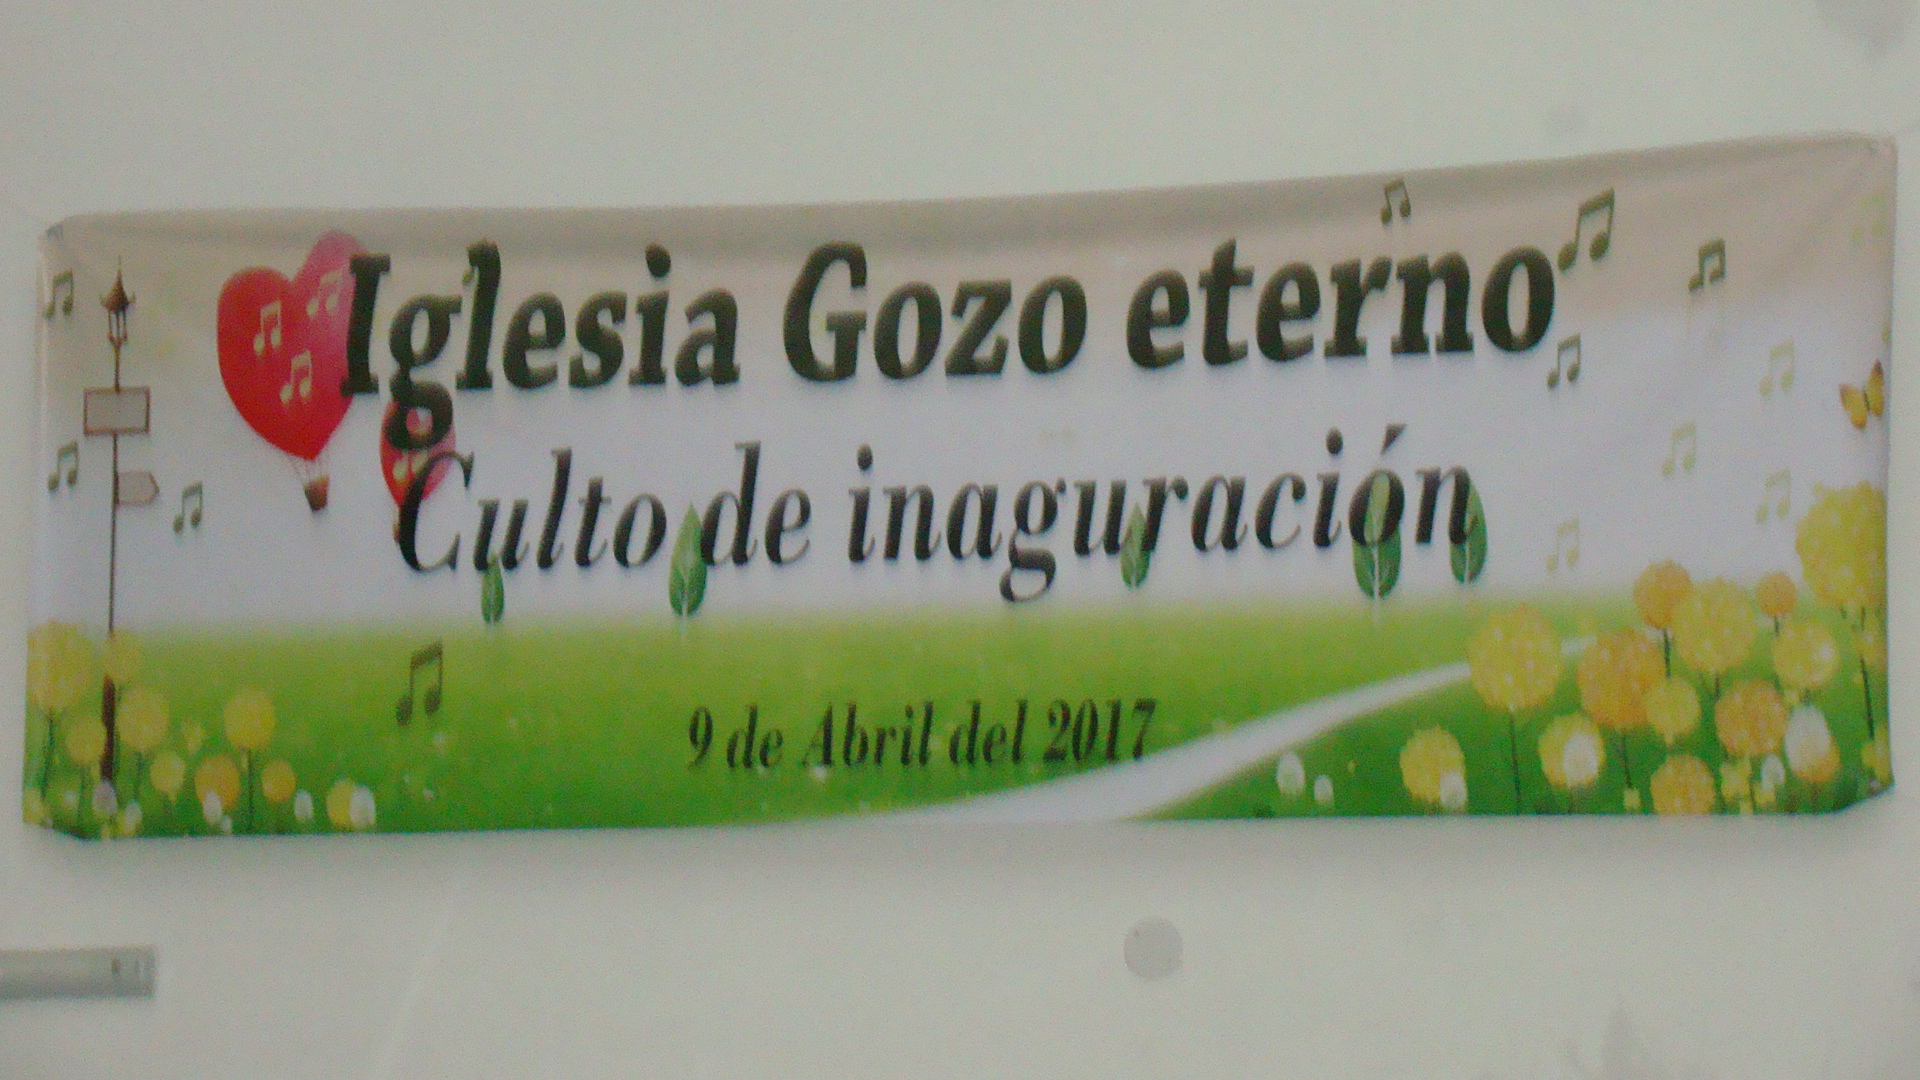 Iglesia Gozo eterno
Culto de inaguración
9 de Abril del 2017